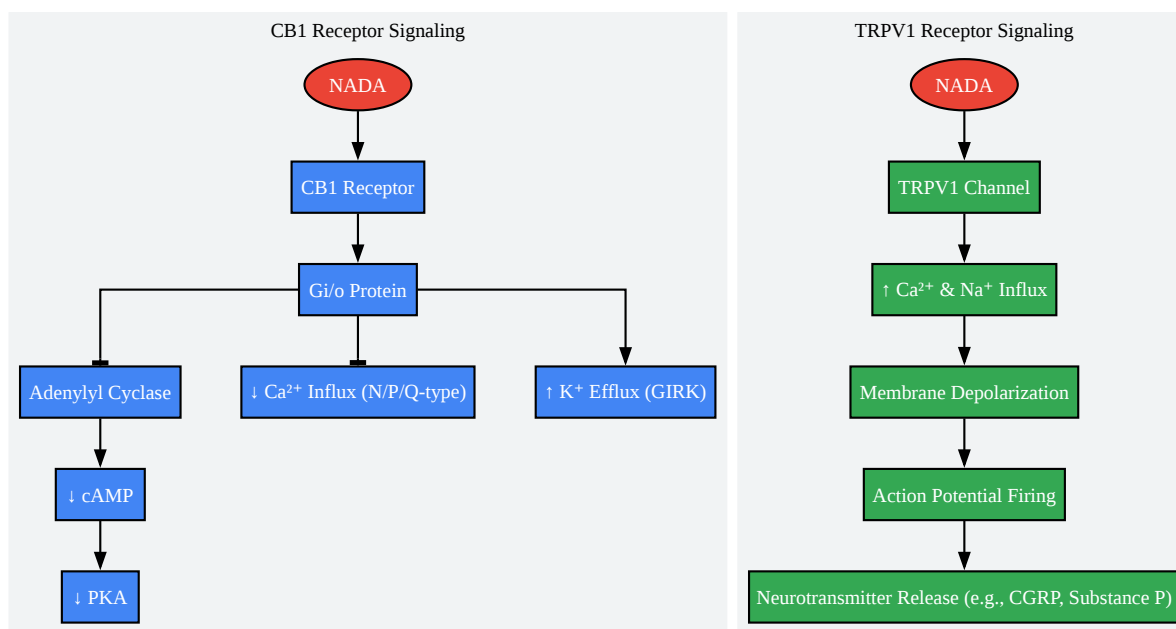 CB1 Receptor Signaling
NADA
CB1 Receptor
Gi/o Protein
Adenylyl Cyclase
↓ Ca²⁺ Influx (N/P/Q-type)
↑ K⁺ Efflux (GIRK)
↓ cAMP
↓ PKA
TRPV1 Receptor Signaling
NADA
TRPV1 Channel
↑ Ca²⁺ & Na⁺ Influx
Membrane Depolarization
Action Potential Firing
Neurotransmitter Release (e.g., CGRP, Substance P)